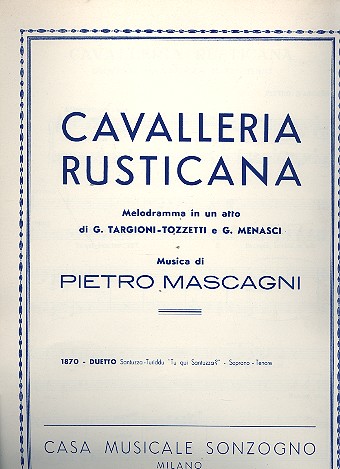 CAVALLERIA
RUSTICANA
Melodramma in un atto
di G. TARGIONI-TOZZETTI e G. MENASCI
Musica di
PIETRO MASCAGNI
1870 - DUETTO Santuzza-Turiddu "Tu qui Santuzza?" - Soprano - Tenore
CASA MUSICALE SONZOGNO
MILANO